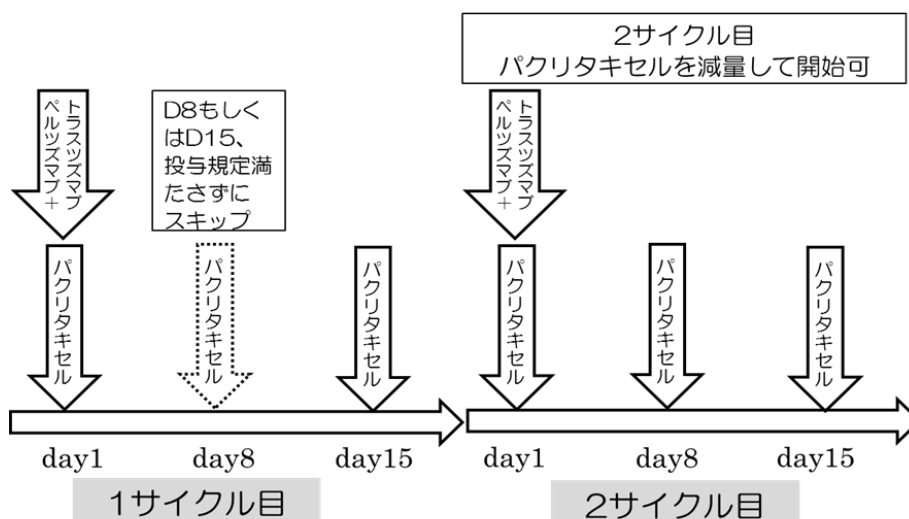 2サイクル目
パクリタキセルを減量して開始可
トラスツズマブ+
ペルツズマブ
D8もしく
はD15、
投与規定満
たさずに
スキップ
トラスツズマブ+
ペルツズマブ
パクリタキセル
パクリタキセル
パクリタキセル
パクリタキセル
パクリタキセル
パクリタキセル
day1
day8
day15
day1
day8
day15
1サイクル目
2サイクル目